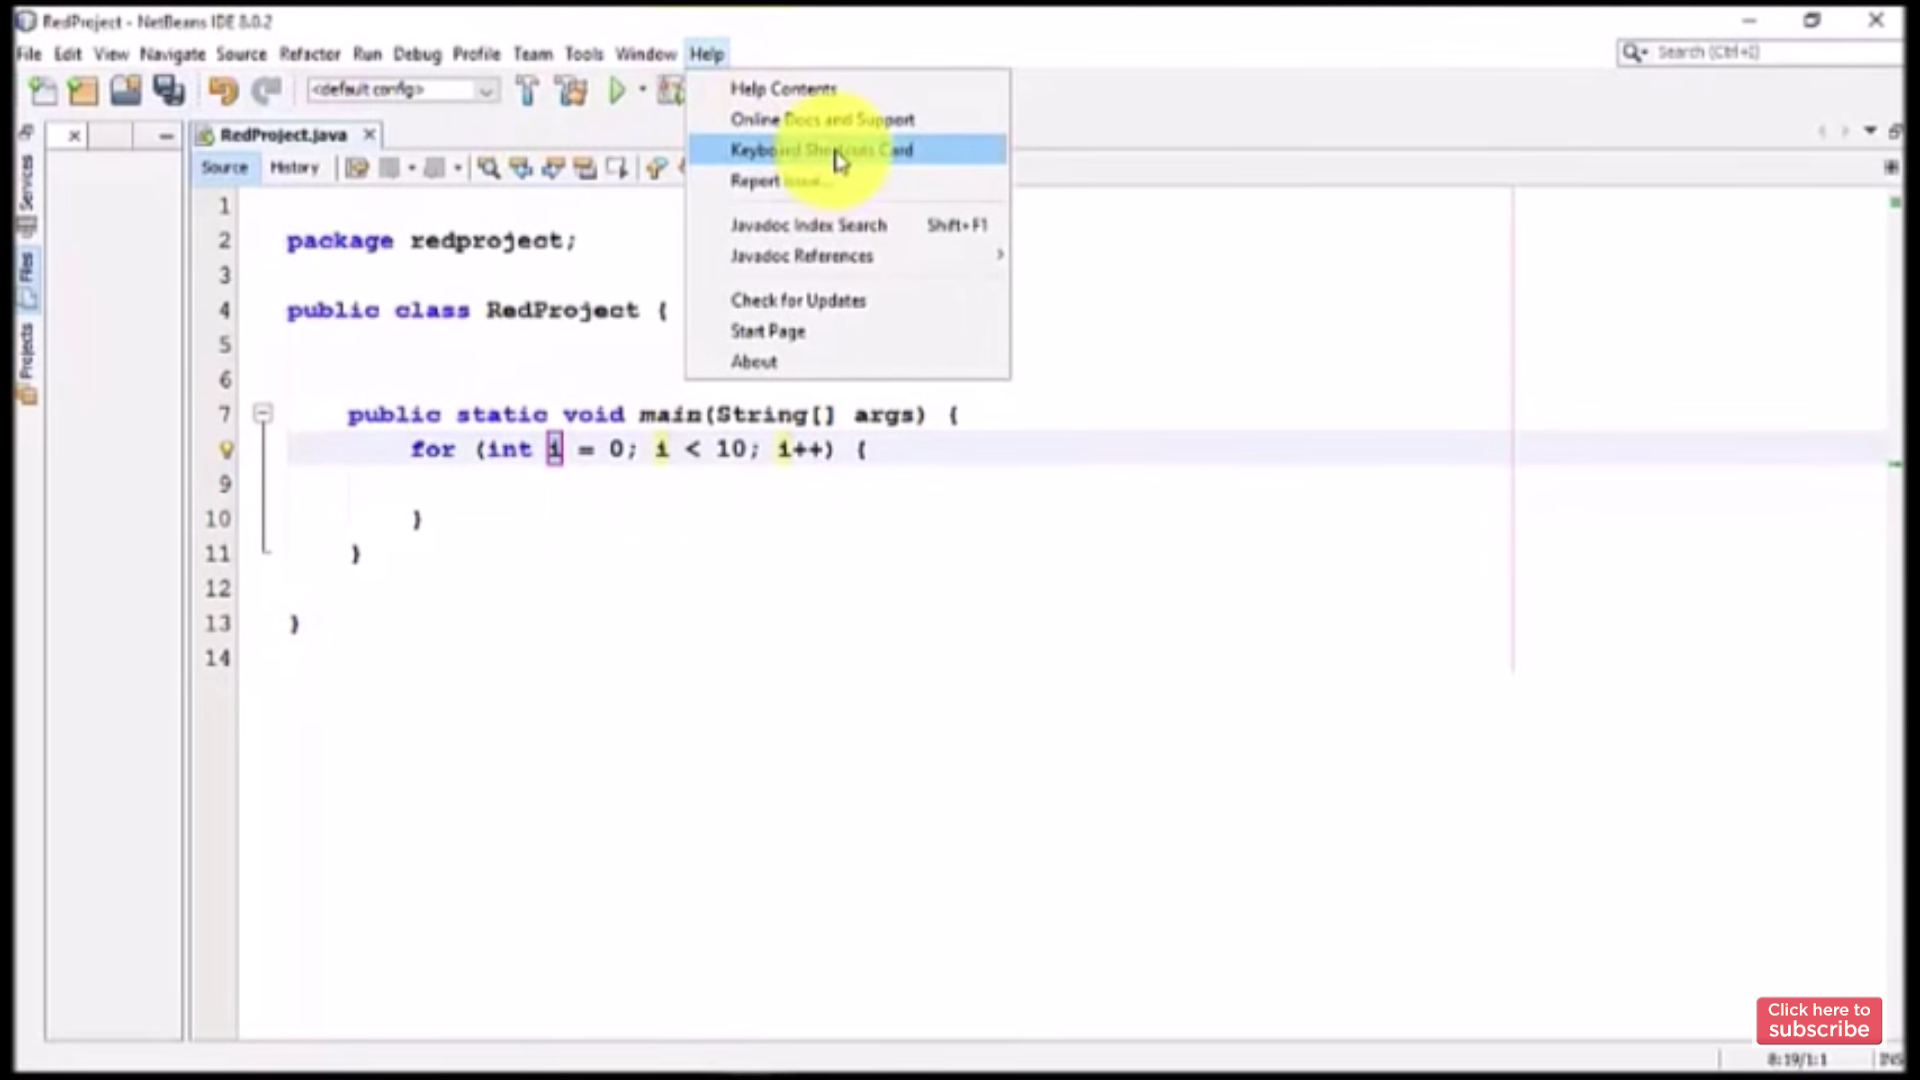 RedProject - NetBeans IDE 8.0.2
File Edit View Navigate Source Refactor Run Debug Profile Team Tools Window Help
Search (Ctrl+I)
<default config>
Help Contents
Online Docs and Support
Keyboard Shortcuts Card
Report Issue...
Javadoc Index Search Shift+F1
Javadoc References
Check for Updates
Start Page
About
Services
Files
Projects
RedProject.java
Source History
1
2 package redproject;
3
4 public class RedProject {
5
6
7 public static void main(String[] args) {
for (int i = 0; i < 10; i++) {
9
10 }
11 }
12
13 }
14
Click here to
subscribe
8:19/1:1 INS